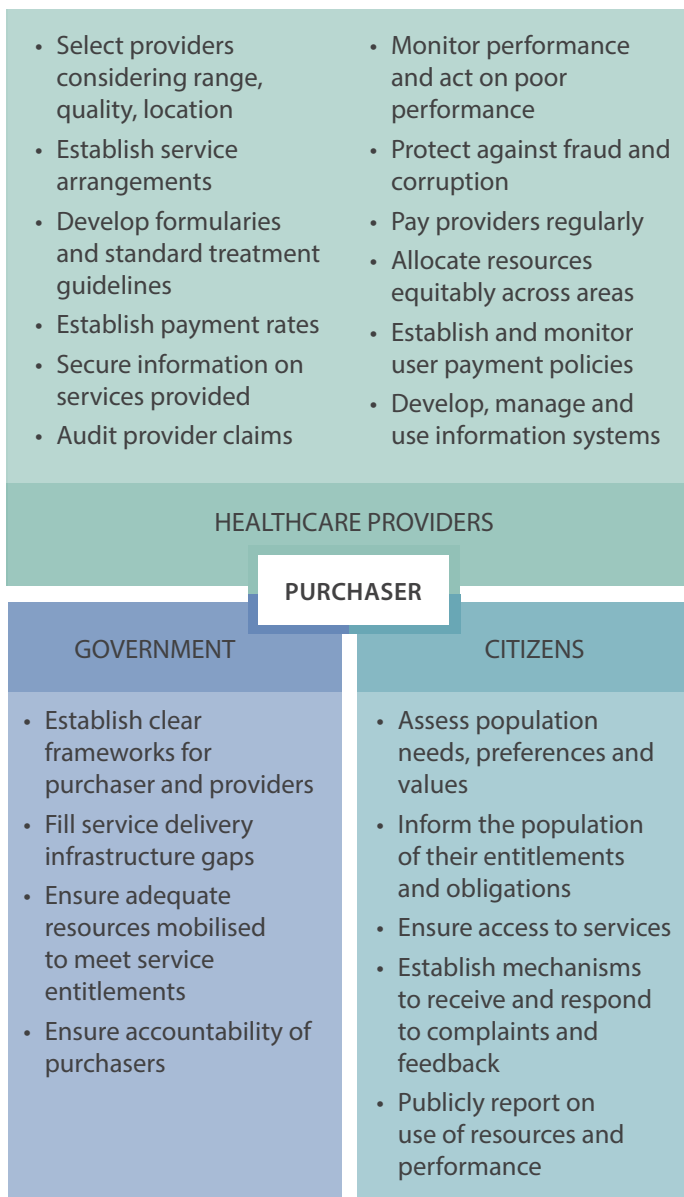 • Select providers
considering range,
quality, location
• Establish service
arrangements
• Develop formularies
and standard treatment
guidelines
• Establish payment rates
• Secure information on
services provided
• Audit provider claims
• Monitor performance
and act on poor
performance
• Protect against fraud and
corruption
• Pay providers regularly
• Allocate resources
equitably across areas
• Establish and monitor
user payment policies
• Develop, manage and
use information systems
HEALTHCARE PROVIDERS
PURCHASER
GOVERNMENT
• Establish clear
frameworks for
purchaser and providers
• Fill service delivery
infrastructure gaps
• Ensure adequate
resources mobilised
to meet service
entitlements
• Ensure accountability of
purchasers
CITIZENS
• Assess population
needs, preferences and
values
• Inform the population
of their entitlements
and obligations
• Ensure access to services
• Establish mechanisms
to receive and respond
to complaints and
feedback
• Publicly report on
use of resources and
performance